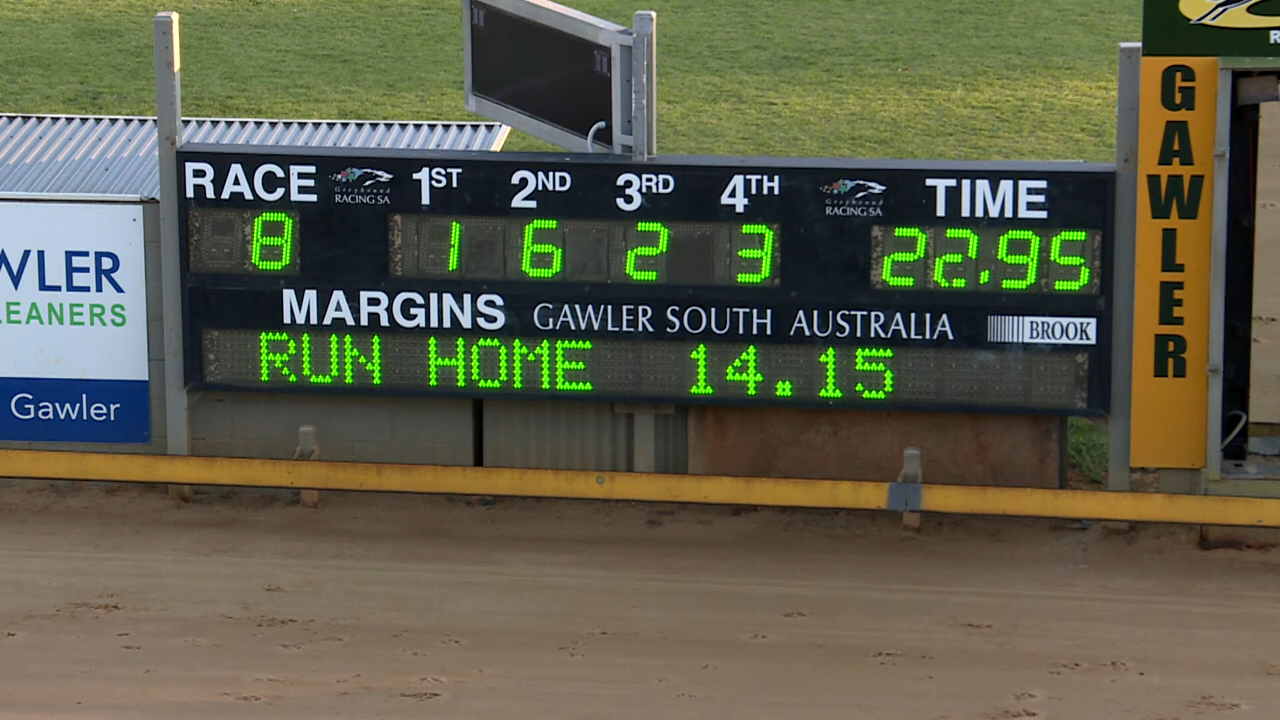 RACE
Greyhound
RACING SA
1ST
2ND
3RD
4TH
Greyhound
RACING SA
TIME
8
1
6
2
3
22.95
MARGINS
GAWLER SOUTH AUSTRALIA
BROOK
RUN HOME 14.15
WLER
LEANERS
Gawler
R
GAWLER